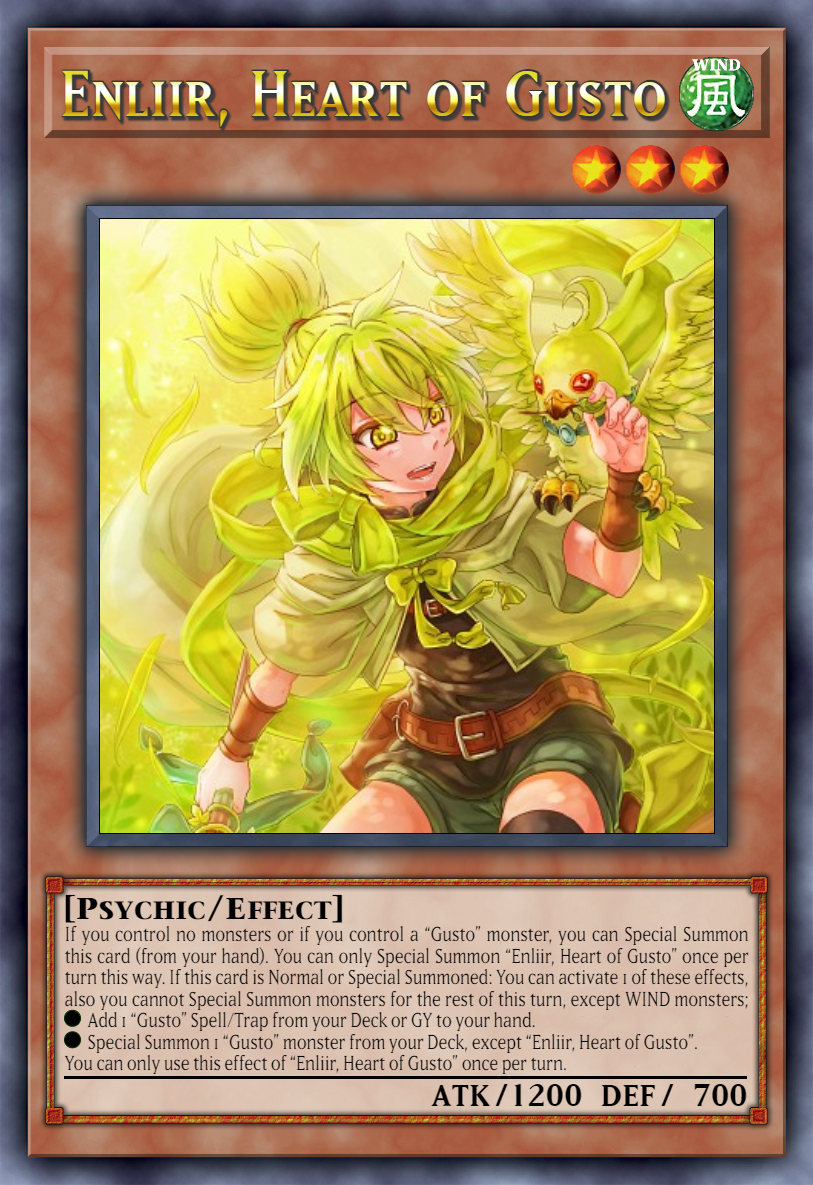 Enliir, Heart of Gusto
WIND
風
[Psychic/Effect]
If you control no monsters or if you control a “Gusto” monster, you can Special Summon
this card (from your hand). You can only Special Summon “Enliir, Heart of Gusto” once per
turn this way. If this card is Normal or Special Summoned: You can activate 1 of these effects,
also you cannot Special Summon monsters for the rest of this turn, except WIND monsters;
● Add 1 “Gusto” Spell/Trap from your Deck or GY to your hand.
● Special Summon 1 “Gusto” monster from your Deck, except “Enliir, Heart of Gusto”.
You can only use this effect of “Enliir, Heart of Gusto” once per turn.
ATK/1200 DEF/ 700